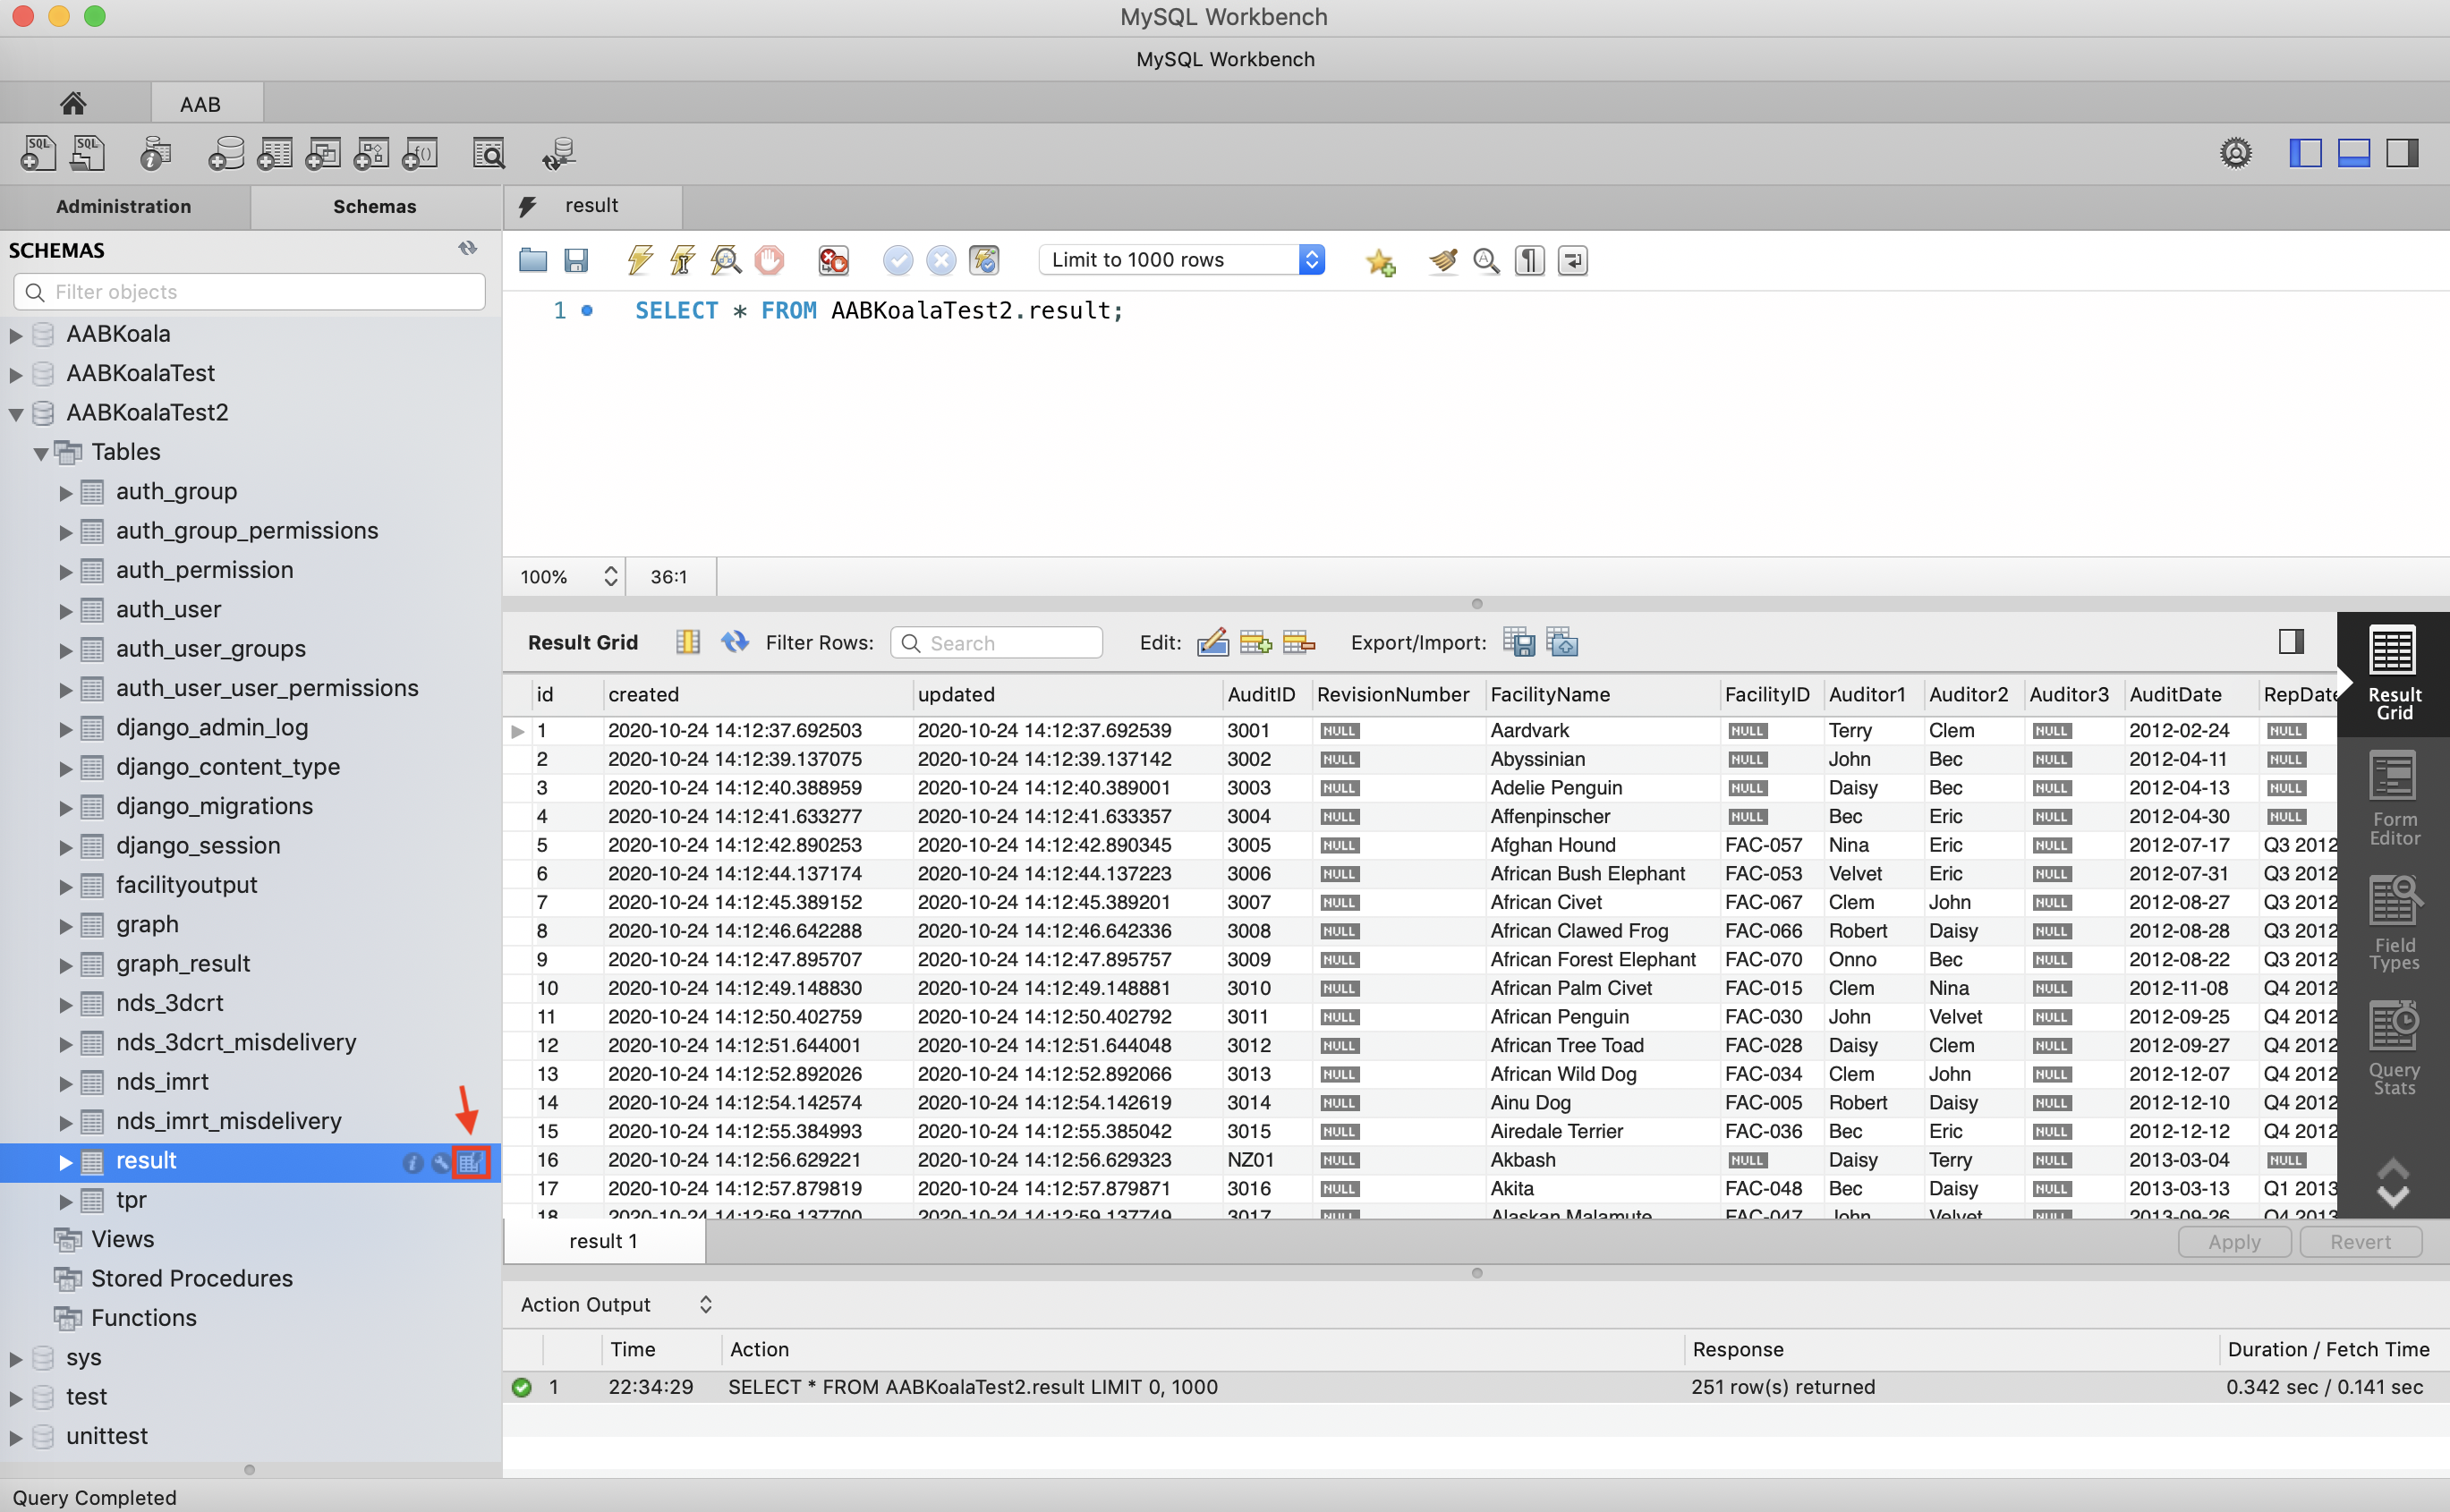 MySQL Workbench
MySQL Workbench
AAB
Administration
Schemas
result
SCHEMAS
Filter objects
AABKoala
AABKoalaTest
AABKoalaTest2
Tables
auth_group
auth_group_permissions
auth_permission
auth_user
auth_user_groups
auth_user_user_permissions
django_admin_log
django_content_type
django_migrations
django_session
facilityoutput
graph
graph_result
nds_3dcrt
nds_3dcrt_misdelivery
nds_imrt
nds_imrt_misdelivery
result
tpr
Views
Stored Procedures
Functions
sys
test
unittest
Query Completed
Limit to 1000 rows
1 SELECT * FROM AABKoalaTest2.result;
100% 36:1
Result Grid Filter Rows: Search Edit: Export/Import:
id created updated AuditID RevisionNumber FacilityName FacilityID Auditor1 Auditor2 Auditor3 AuditDate RepDate
1 2020-10-24 14:12:37.692503 2020-10-24 14:12:37.692539 3001 NULL Aardvark NULL Terry Clem NULL 2012-02-24 NULL
2 2020-10-24 14:12:39.137075 2020-10-24 14:12:39.137142 3002 NULL Abyssinian NULL John Bec NULL 2012-04-11 NULL
3 2020-10-24 14:12:40.388959 2020-10-24 14:12:40.389001 3003 NULL Adelie Penguin NULL Daisy Bec NULL 2012-04-13 NULL
4 2020-10-24 14:12:41.633277 2020-10-24 14:12:41.633357 3004 NULL Affenpinscher NULL Bec Eric NULL 2012-04-30 NULL
5 2020-10-24 14:12:42.890253 2020-10-24 14:12:42.890345 3005 NULL Afghan Hound FAC-057 Nina Eric NULL 2012-07-17 Q3 2012
6 2020-10-24 14:12:44.137174 2020-10-24 14:12:44.137223 3006 NULL African Bush Elephant FAC-053 Velvet Eric NULL 2012-07-31 Q3 2012
7 2020-10-24 14:12:45.389152 2020-10-24 14:12:45.389201 3007 NULL African Civet FAC-067 Clem John NULL 2012-08-27 Q3 2012
8 2020-10-24 14:12:46.642288 2020-10-24 14:12:46.642336 3008 NULL African Clawed Frog FAC-066 Robert Daisy NULL 2012-08-28 Q3 2012
9 2020-10-24 14:12:47.895707 2020-10-24 14:12:47.895757 3009 NULL African Forest Elephant FAC-070 Onno Bec NULL 2012-08-22 Q3 2012
10 2020-10-24 14:12:49.148830 2020-10-24 14:12:49.148881 3010 NULL African Palm Civet FAC-015 Clem Nina NULL 2012-11-08 Q4 2012
11 2020-10-24 14:12:50.402759 2020-10-24 14:12:50.402792 3011 NULL African Penguin FAC-030 John Velvet NULL 2012-09-25 Q4 2012
12 2020-10-24 14:12:51.644001 2020-10-24 14:12:51.644048 3012 NULL African Tree Toad FAC-028 Daisy Clem NULL 2012-09-27 Q4 2012
13 2020-10-24 14:12:52.892026 2020-10-24 14:12:52.892066 3013 NULL African Wild Dog FAC-034 Clem John NULL 2012-12-07 Q4 2012
14 2020-10-24 14:12:54.142574 2020-10-24 14:12:54.142619 3014 NULL Ainu Dog FAC-005 Robert Daisy NULL 2012-12-10 Q4 2012
15 2020-10-24 14:12:55.384993 2020-10-24 14:12:55.385042 3015 NULL Airedale Terrier FAC-036 Bec Eric NULL 2012-12-12 Q4 2012
16 2020-10-24 14:12:56.629221 2020-10-24 14:12:56.629323 NZ01 NULL Akbash NULL Daisy Terry NULL 2013-03-04 NULL
17 2020-10-24 14:12:57.879819 2020-10-24 14:12:57.879871 3016 NULL Akita FAC-048 Bec Daisy NULL 2013-03-13 Q1 2013
18 2020-10-24 14:12:59.137700 2020-10-24 14:12:59.137749 3017 NULL Alaskan Malamute FAC-047 John Velvet NULL 2013-09-26 Q4 2013
Result
Grid
Form
Editor
Field
Types
Query
Stats
result 1
Apply
Revert
Action Output
Time Action Response Duration / Fetch Time
1 22:34:29 SELECT * FROM AABKoalaTest2.result LIMIT 0, 1000 251 row(s) returned 0.342 sec / 0.141 sec